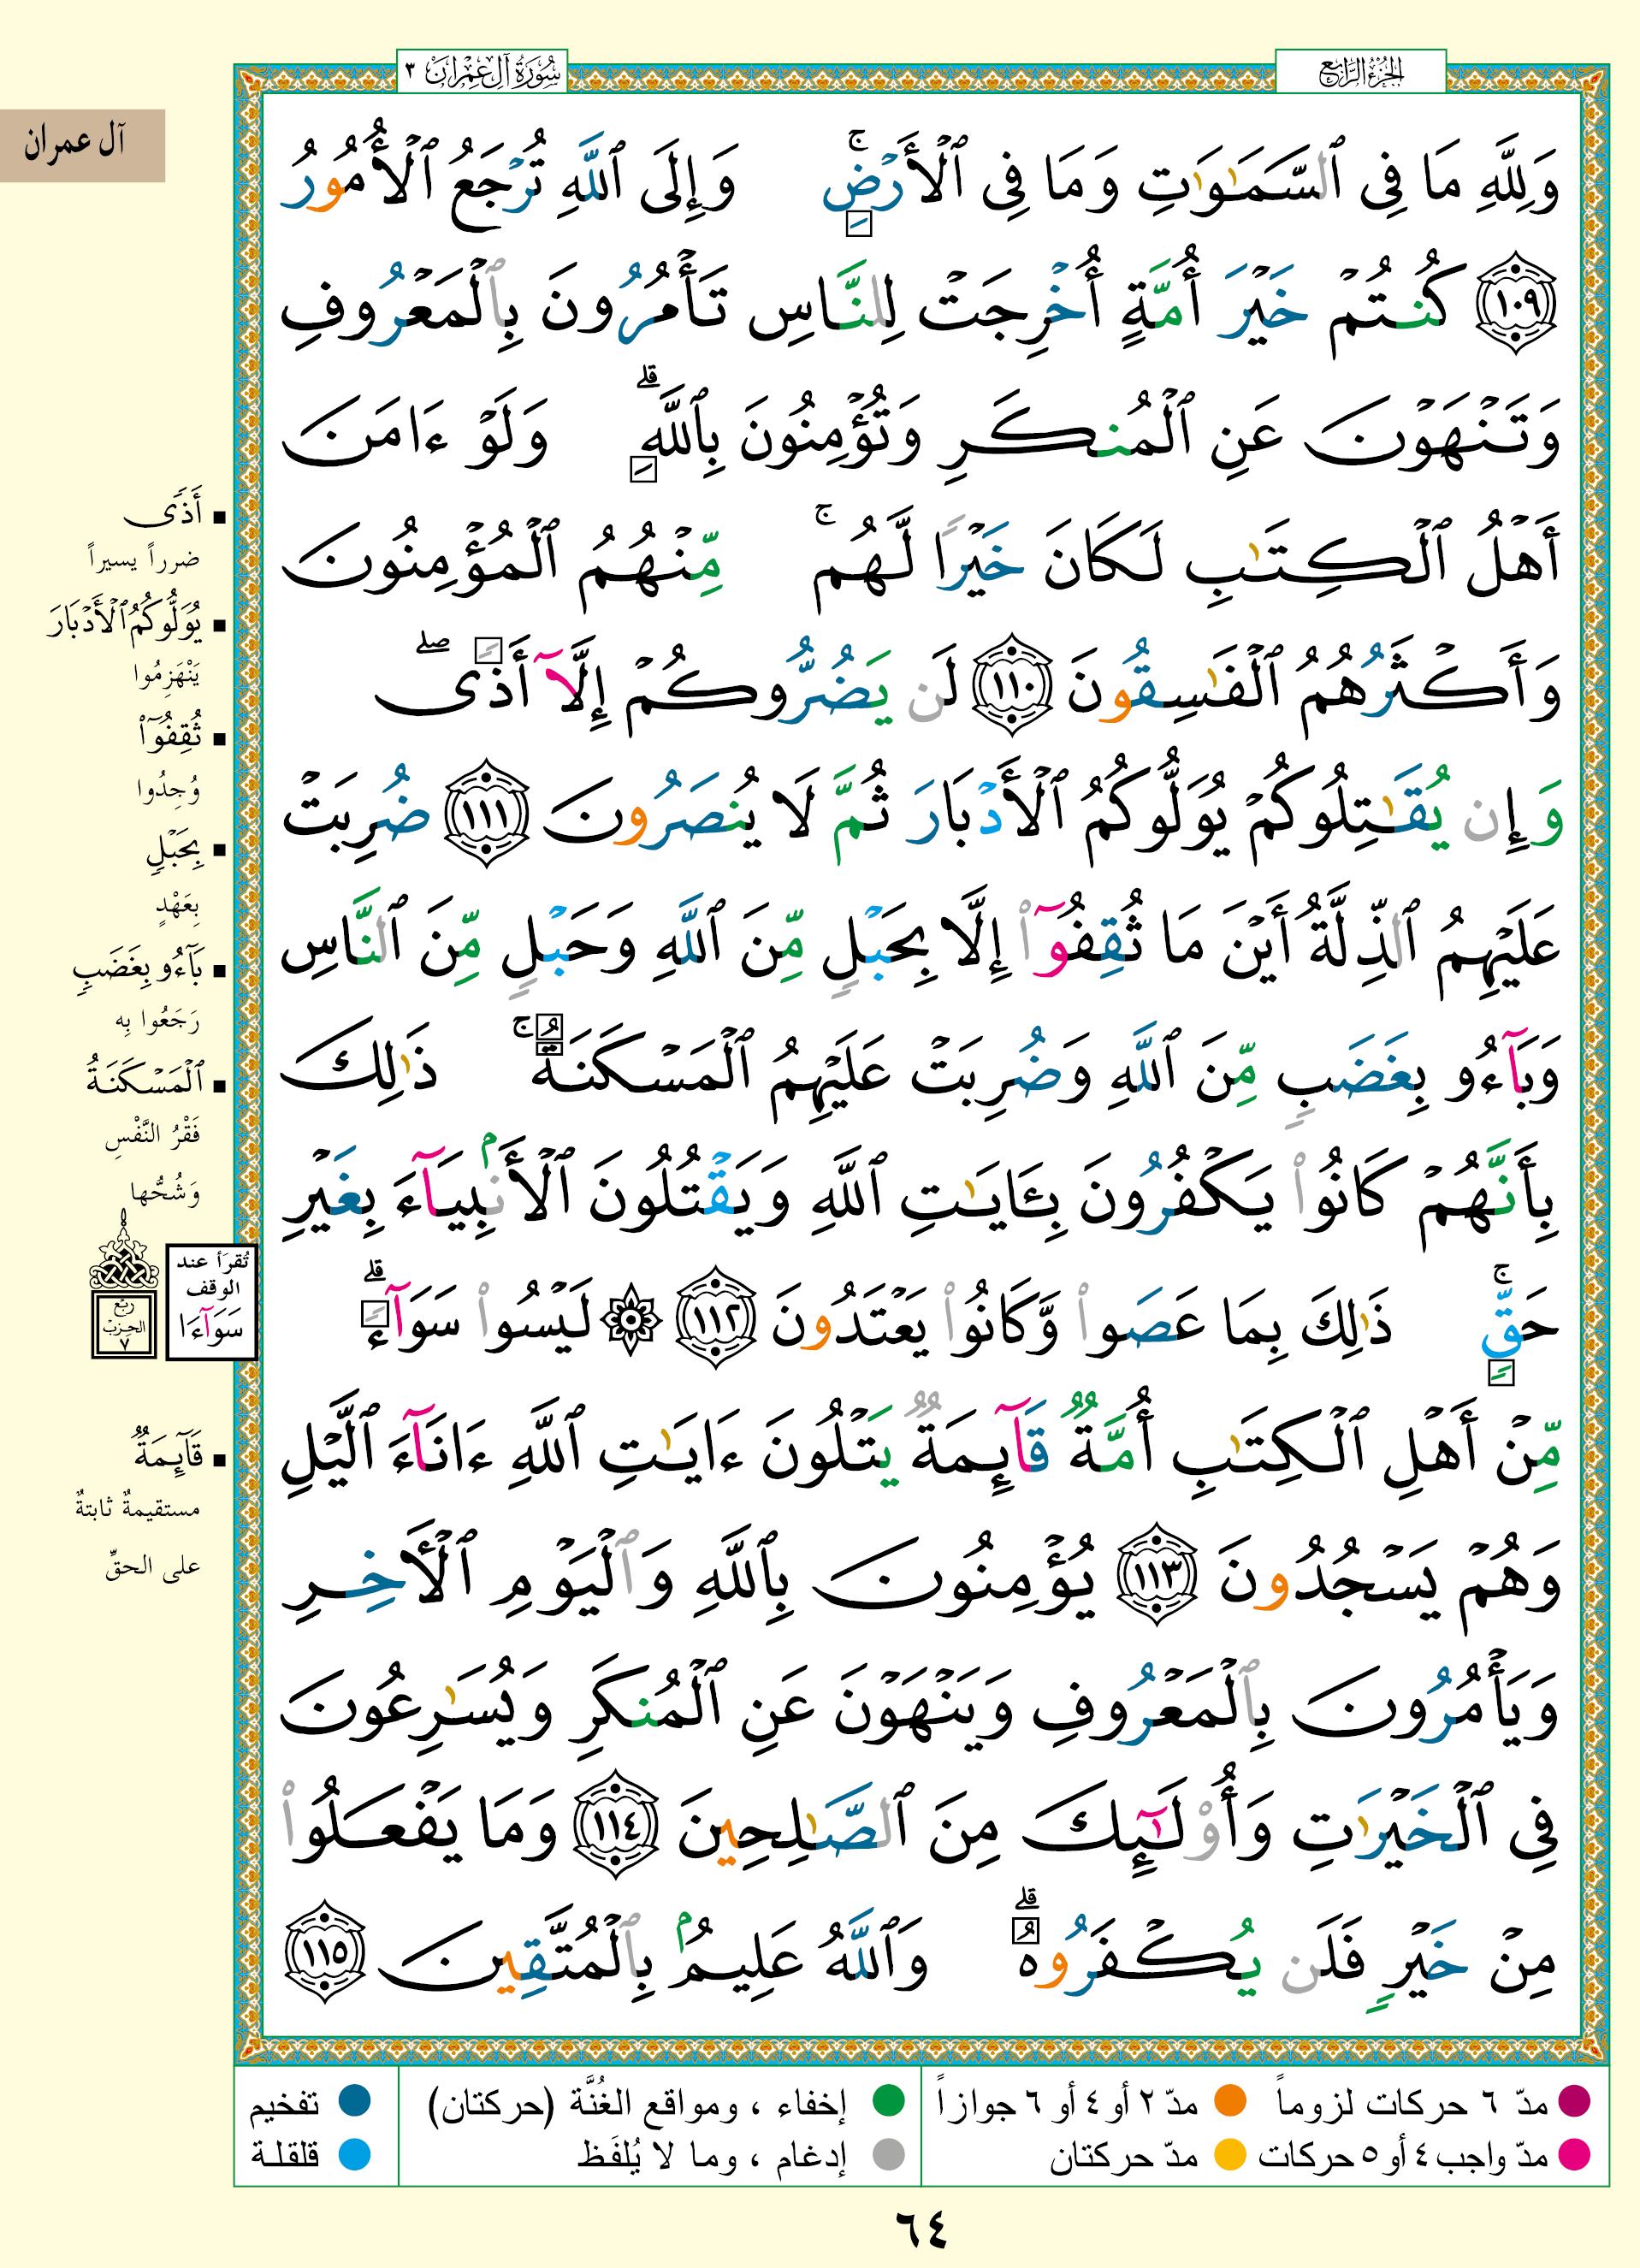 الجزء الرابع
سورة آل عمران ٣
آل عمران
وَلِلَّهِ مَا فِى ٱلسَّمَـٰوَٰتِ وَمَا فِى ٱلْأَرْضِ ۚ وَإِلَى ٱللَّهِ تُرْجَعُ ٱلْأُمُورُ
١٠٩ كُنتُمْ خَيْرَ أُمَّةٍ أُخْرِجَتْ لِلنَّاسِ تَأْمُرُونَ بِٱلْمَعْرُوفِ
وَتَنْهَوْنَ عَنِ ٱلْمُنكَرِ وَتُؤْمِنُونَ بِٱللَّهِ ۗ وَلَوْ ءَامَنَ
أَهْلُ ٱلْكِتَـٰبِ لَكَانَ خَيْرًا لَّهُم ۚ مِّنْهُمُ ٱلْمُؤْمِنُونَ
وَأَكْثَرُهُمُ ٱلْفَـٰسِقُونَ ١١٠ لَن يَضُرُّوكُمْ إِلَّآ أَذًى ۖ
وَإِن يُقَـٰتِلُوكُمْ يُوَلُّوكُمُ ٱلْأَدْبَارَ ثُمَّ لَا يُنصَرُونَ ١١١ ضُرِبَتْ
عَلَيْهِمُ ٱلذِّلَّةُ أَيْنَ مَا ثُقِفُوٓا۟ إِلَّا بِحَبْلٍ مِّنَ ٱللَّهِ وَحَبْلٍ مِّنَ ٱلنَّاسِ
وَبَآءُو بِغَضَبٍ مِّنَ ٱللَّهِ وَضُرِبَتْ عَلَيْهِمُ ٱلْمَسْكَنَةُ ۚ ذَٰلِكَ
بِأَنَّهُمْ كَانُوا۟ يَكْفُرُونَ بِـَٔايَـٰتِ ٱللَّهِ وَيَقْتُلُونَ ٱلْأَنۢبِيَآءَ بِغَيْرِ
حَقٍّ ۚ ذَٰلِكَ بِمَا عَصَوا۟ وَّكَانُوا۟ يَعْتَدُونَ ١١٢ ۞ لَيْسُوا۟ سَوَآءً ۗ
مِّنْ أَهْلِ ٱلْكِتَـٰبِ أُمَّةٌ قَآئِمَةٌ يَتْلُونَ ءَايَـٰتِ ٱللَّهِ ءَانَآءَ ٱلَّيْلِ
وَهُمْ يَسْجُدُونَ ١١٣ يُؤْمِنُونَ بِٱللَّهِ وَٱلْيَوْمِ ٱلْـَٔاخِرِ
وَيَأْمُرُونَ بِٱلْمَعْرُوفِ وَيَنْهَوْنَ عَنِ ٱلْمُنكَرِ وَيُسَـٰرِعُونَ
فِى ٱلْخَيْرَٰتِ وَأُو۟لَـٰٓئِكَ مِنَ ٱلصَّـٰلِحِينَ ١١٤ وَمَا يَفْعَلُوا۟
مِنْ خَيْرٍ فَلَن يُكْفَرُوهُ ۗ وَٱللَّهُ عَلِيمٌۢ بِٱلْمُتَّقِينَ ١١٥
▪ أَذًى
ضرراً يسيراً
▪ يُوَلُّوكُمُ ٱلْأَدْبَارَ
يَنْهَزِمُوا
▪ ثُقِفُوٓا۟
وُجِدُوا
▪ بِحَبْلٍ
بِعَهْدٍ
▪ بَآءُو بِغَضَبٍ
رَجَعُوا بِه
▪ ٱلْمَسْكَنَةُ
فَقْرُ النَّفْسِ
وَشُحُّها
تُقرَأ عند
الوقف
سَوَآءَا
ربع
الحزب
٧
▪ قَآئِمَةٌ
مستقيمةٌ ثابتةٌ
على الحقِّ
مدّ ٦ حركات لزوماً مدّ ٢ أو ٤ أو ٦ جوازاً إخفاء ، ومواقع الغُنَّة (حركتان) تفخيم
مدّ واجب ٤ أو ٥ حركات مدّ حركتان إدغام ، وما لا يُلفَظ قلقلة
٦٤